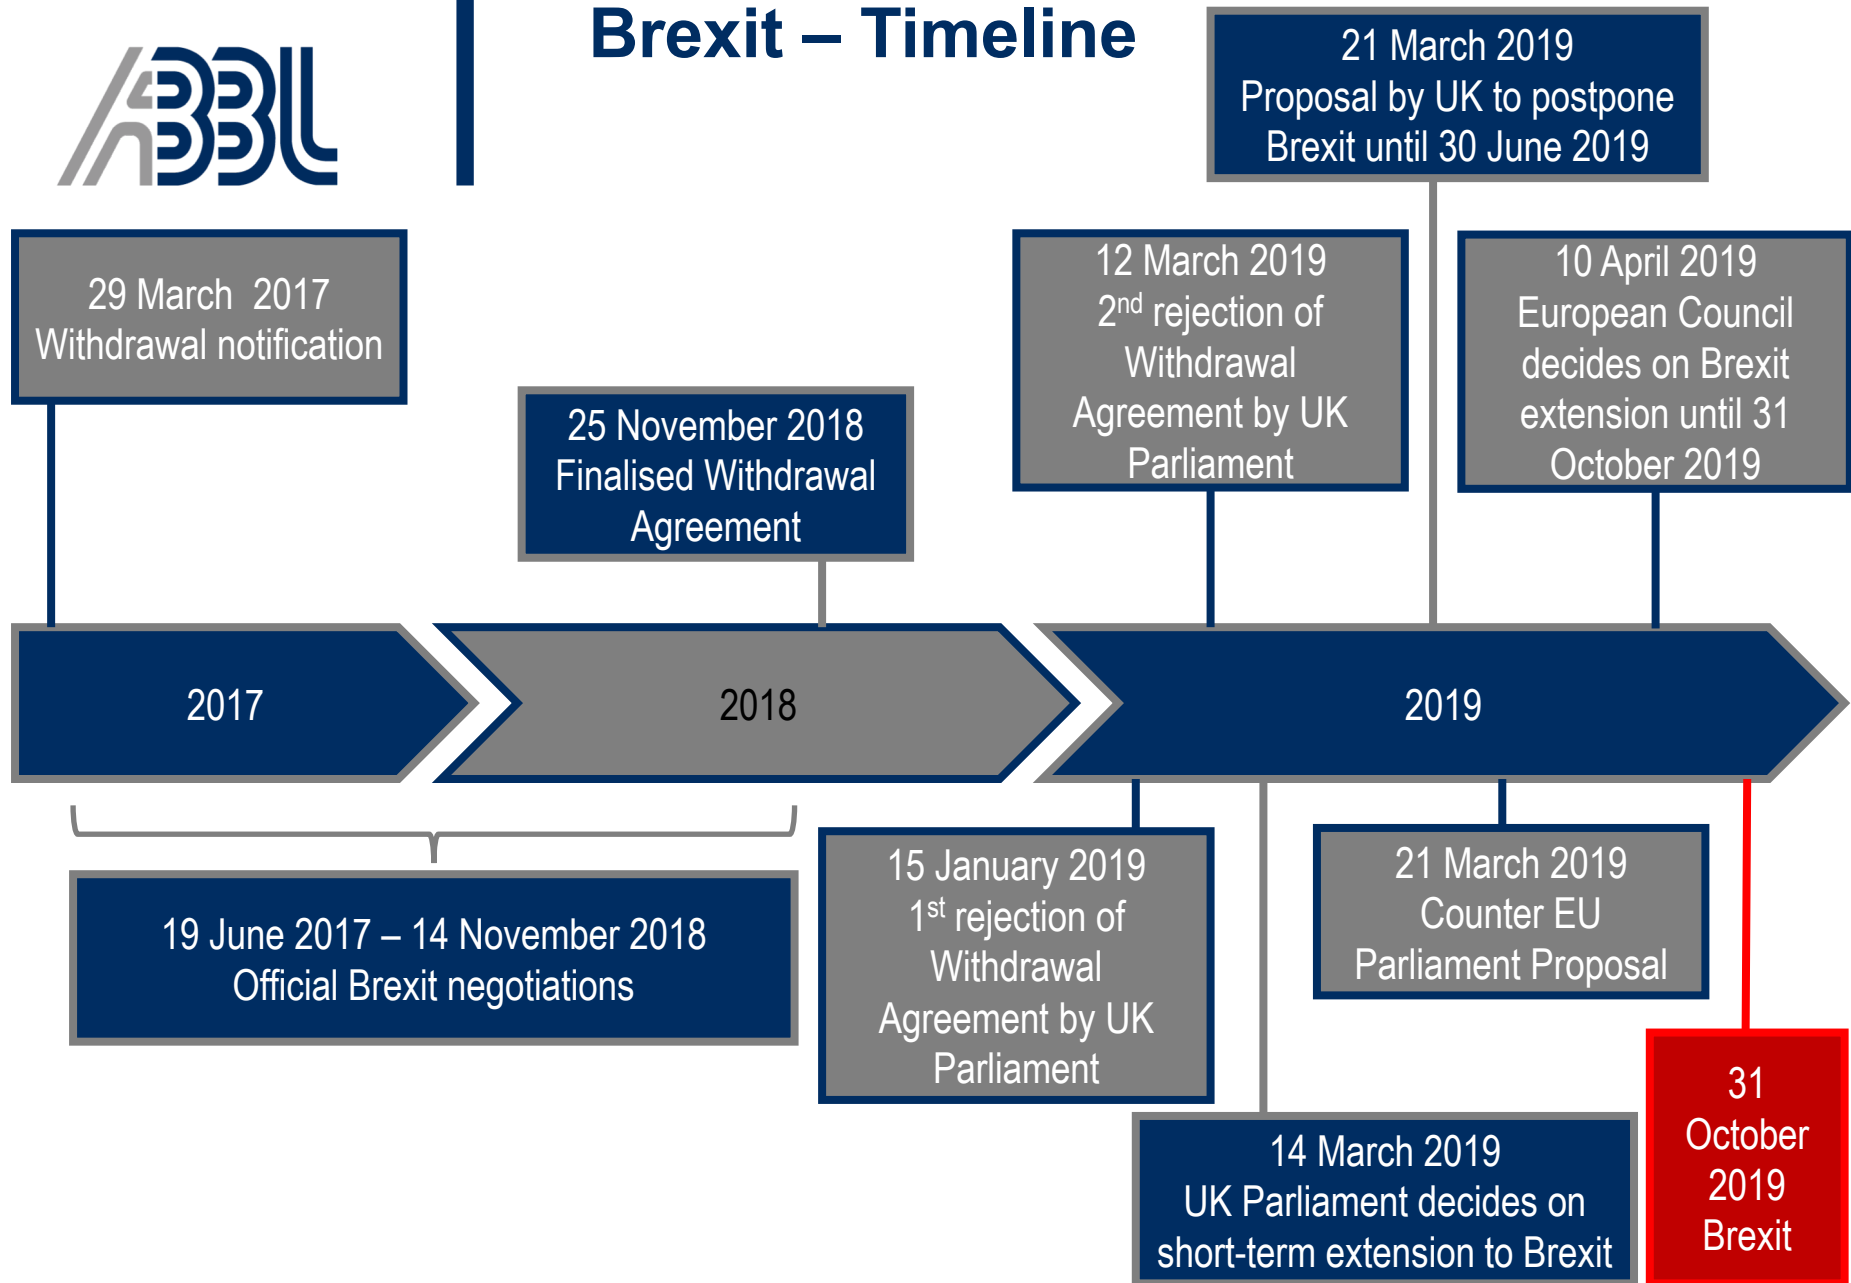 ABBL
Brexit – Timeline
21 March 2019
Proposal by UK to postpone
Brexit until 30 June 2019
29 March 2017
Withdrawal notification
12 March 2019
2nd rejection of
Withdrawal
Agreement by UK
Parliament
10 April 2019
European Council
decides on Brexit
extension until 31
October 2019
25 November 2018
Finalised Withdrawal
Agreement
2017
2018
2019
19 June 2017 – 14 November 2018
Official Brexit negotiations
15 January 2019
1st rejection of
Withdrawal
Agreement by UK
Parliament
21 March 2019
Counter EU
Parliament Proposal
14 March 2019
UK Parliament decides on
short-term extension to Brexit
31
October
2019
Brexit